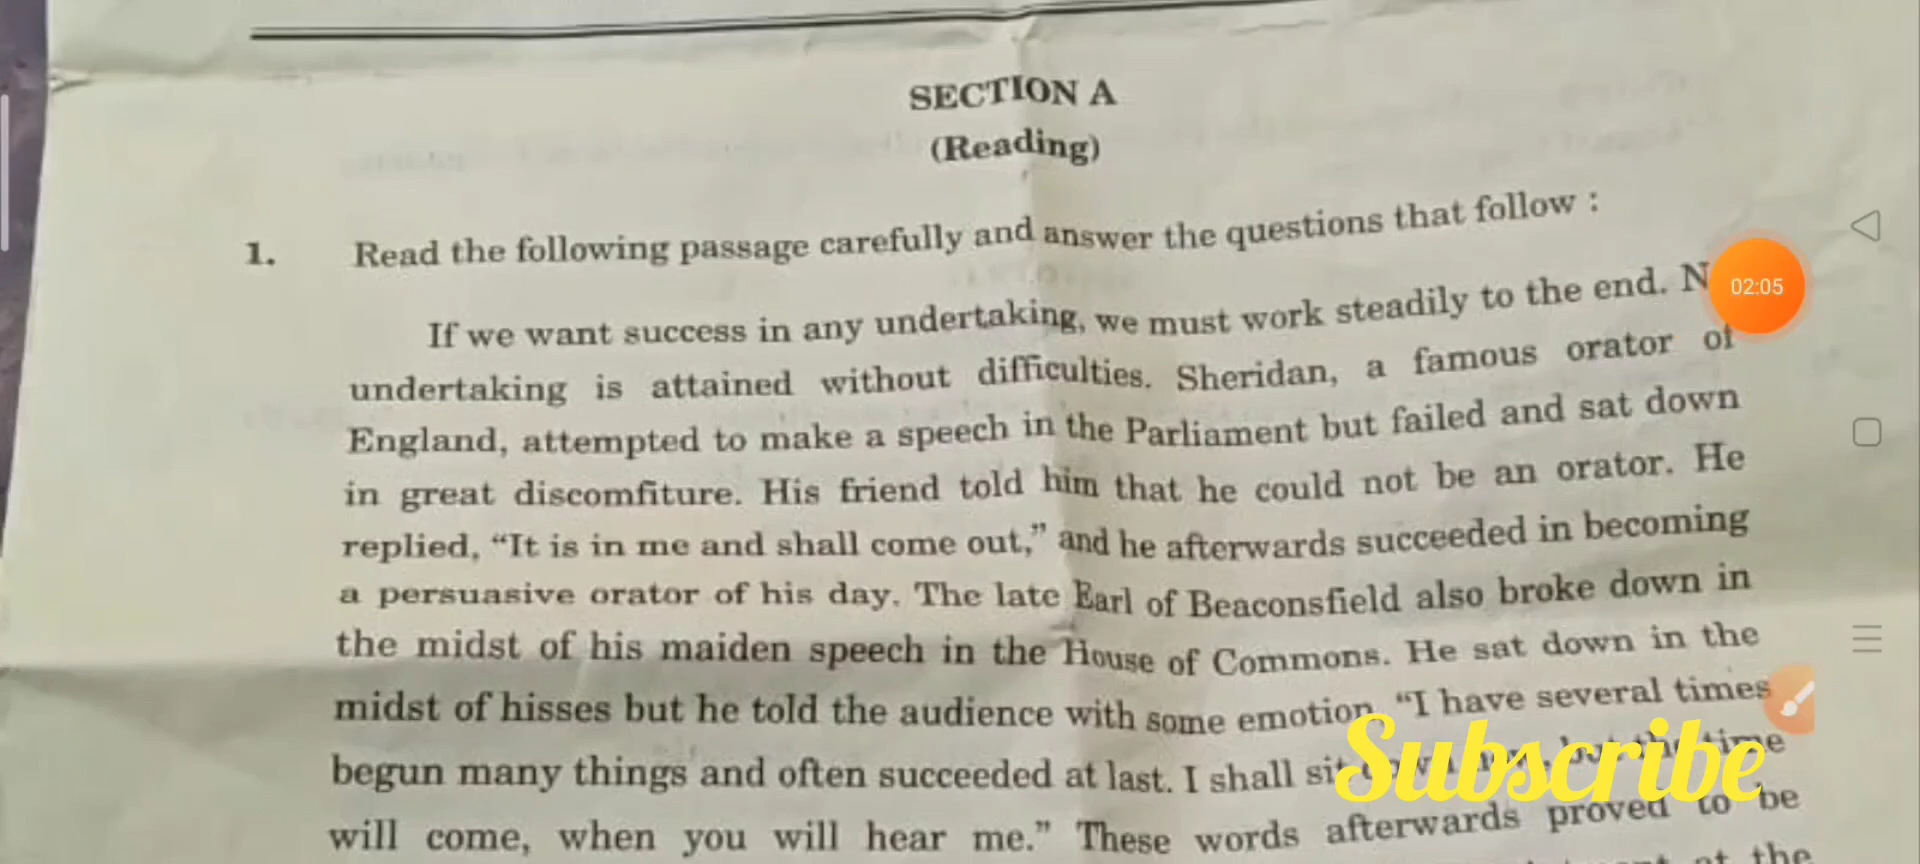 SECTION A
(Reading)
1. Read the following passage carefully and answer the questions that follow :
If we want success in any undertaking, we must work steadily to the end.
02:05
undertaking is attained without difficulties. Sheridan, a famous orator of
England, attempted to make a speech in the Parliament but failed and sat down
in great discomfiture. His friend told him that he could not be an orator. He
replied, “It is in me and shall come out,” and he afterwards succeeded in becoming
a persuasive orator of his day. The late Earl of Beaconsfield also broke down in
the midst of his maiden speech in the House of Commons. He sat down in the
midst of hisses but he told the audience with some emotion “I have several times
begun many things and often succeeded at last. I shall time
Subscribe
will come, when you will hear me.” These words afterwards proved to be
at the